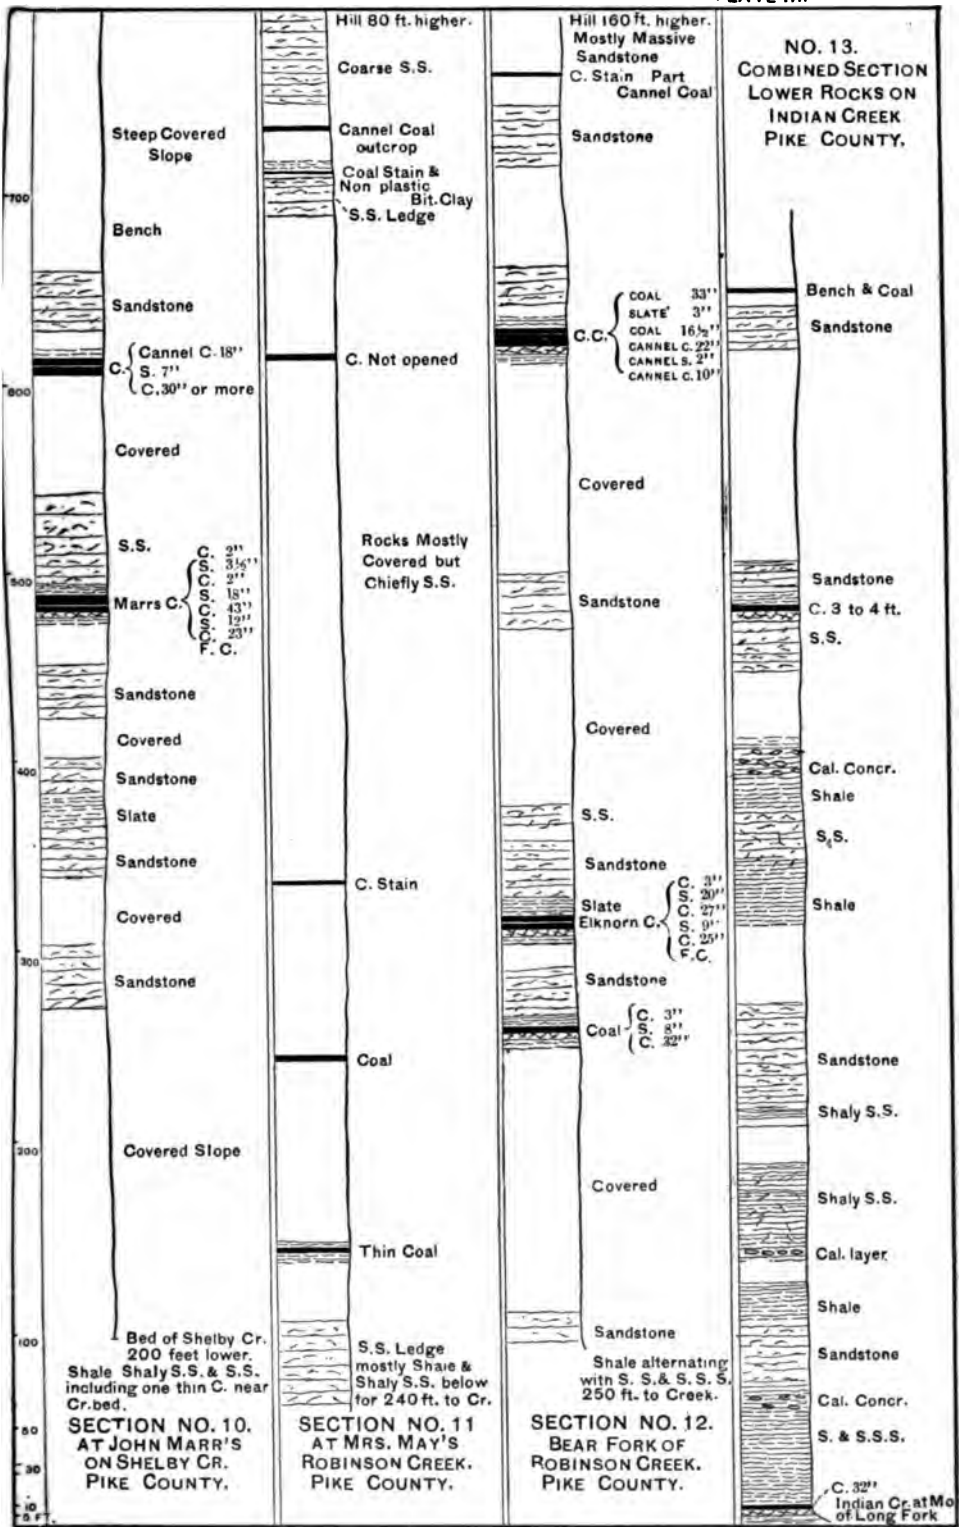 Steep Covered
Slope
700
Bench
Sandstone
C.
Cannel C. 18"
S. 7"
C. 30" or more
600
Covered
S.S.
500
Marrs C.
C. 2"
S. 3½"
C. 2"
S. 18"
C. 43"
S. 12"
C. 23"
F. C.
Sandstone
Covered
400
Sandstone
Slate
Sandstone
Covered
300
Sandstone
200
Covered Slope
100
Bed of Shelby Cr.
200 feet lower.
Shale Shaly S.S. & S.S.
including one thin C. near
Cr. bed.
SECTION NO. 10.
AT JOHN MARR'S
ON SHELBY CR.
PIKE COUNTY.
50
30
10
0 FT.
Hill 80 ft. higher.
Coarse S.S.
Cannel Coal
outcrop
Coal Stain &
Non plastic
Bit. Clay
S.S. Ledge
C. Not opened
Rocks Mostly
Covered but
Chiefly S.S.
C. Stain
Coal
Thin Coal
S.S. Ledge
mostly Shale &
Shaly S.S. below
for 240 ft. to Cr.
SECTION NO. 11
AT MRS. MAY'S
ROBINSON CREEK.
PIKE COUNTY.
Hill 160 ft. higher.
Mostly Massive
Sandstone
C. Stain Part
Cannel Coal
Sandstone
C.C.
COAL 33"
SLATE 3"
COAL 16½"
CANNEL C. 22"
CANNEL S. 2"
CANNEL C. 10"
Covered
Sandstone
Covered
S.S.
Sandstone
Slate
Elknorn C.
C. 3"
S. 20"
C. 27"
S. 9"
C. 25"
F.C.
Sandstone
Coal
C. 3"
S. 8"
C. 32"
Covered
Sandstone
Shale alternating
with S. S. & S. S. S.
250 ft. to Creek.
SECTION NO. 12.
BEAR FORK OF
ROBINSON CREEK.
PIKE COUNTY.
NO. 13.
COMBINED SECTION
LOWER ROCKS ON
INDIAN CREEK
PIKE COUNTY.
Bench & Coal
Sandstone
Sandstone
C. 3 to 4 ft.
S.S.
Cal. Concr.
Shale
S.S.
Shale
Sandstone
Shaly S.S.
Shaly S.S.
Cal. layer
Shale
Sandstone
Cal. Concr.
S. & S.S.S.
C. 32"
Indian Cr. at Mo
of Long Fork